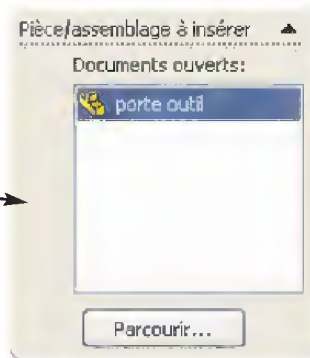 Pièce/assemblage à insérer
Documents ouverts:
porte outil
Parcourir...